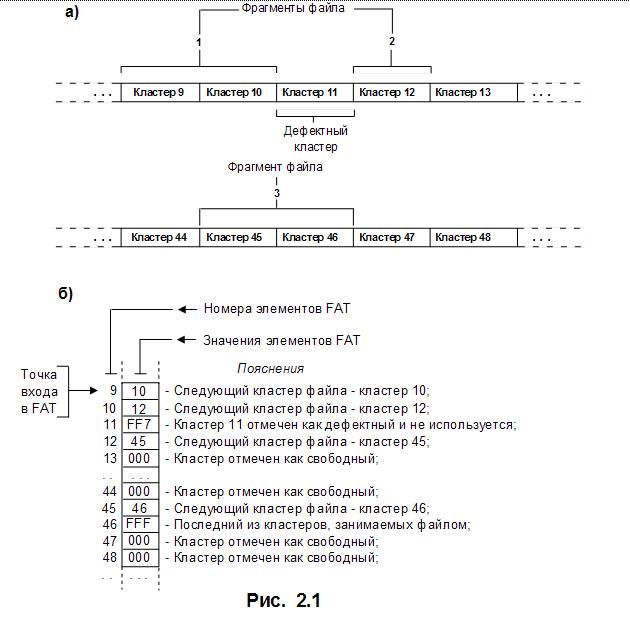 а)
Фрагменты файла
1 2
. . . Кластер 9 Кластер 10 Кластер 11 Кластер 12 Кластер 13 . . .
Дефектный
кластер
Фрагмент файла
3
... Кластер 44 Кластер 45 Кластер 46 Кластер 47 Кластер 48 ...
б)
Номера элементов FAT
Значения элементов FAT
Пояснения
Точка
входа
в FAT
9 10 - Следующий кластер файла - кластер 10;
10 12 - Следующий кластер файла - кластер 12;
11 FF7 - Кластер 11 отмечен как дефектный и не используется;
12 45 - Следующий кластер файла - кластер 45;
13 000 - Кластер отмечен как свободный;
. . ...
44 000 - Кластер отмечен как свободный;
45 46 - Следующий кластер файла - кластер 46;
46 FFF - Последний из кластеров, занимаемых файлом;
47 000 - Кластер отмечен как свободный;
48 000 - Кластер отмечен как свободный;
. . ...
Рис. 2.1